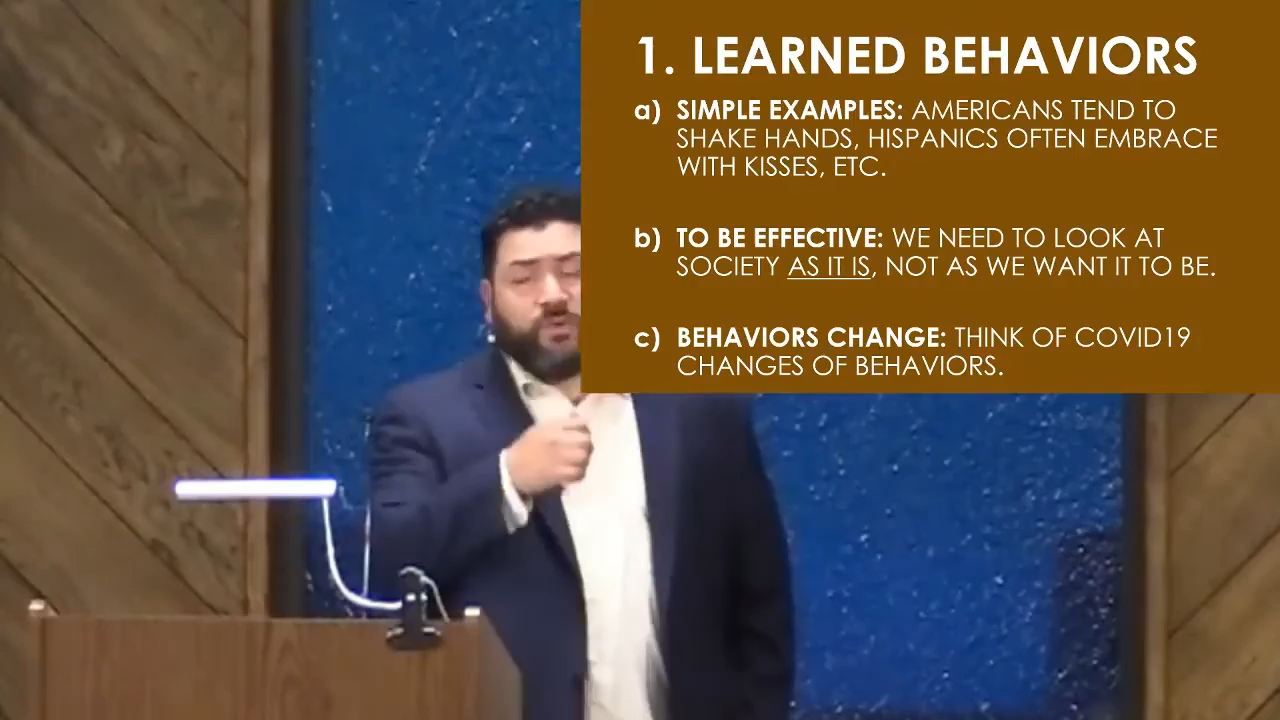 1. LEARNED BEHAVIORS
a) SIMPLE EXAMPLES: AMERICANS TEND TO
SHAKE HANDS, HISPANICS OFTEN EMBRACE
WITH KISSES, ETC.
b) TO BE EFFECTIVE: WE NEED TO LOOK AT
SOCIETY AS IT IS, NOT AS WE WANT IT TO BE.
c) BEHAVIORS CHANGE: THINK OF COVID19
CHANGES OF BEHAVIORS.